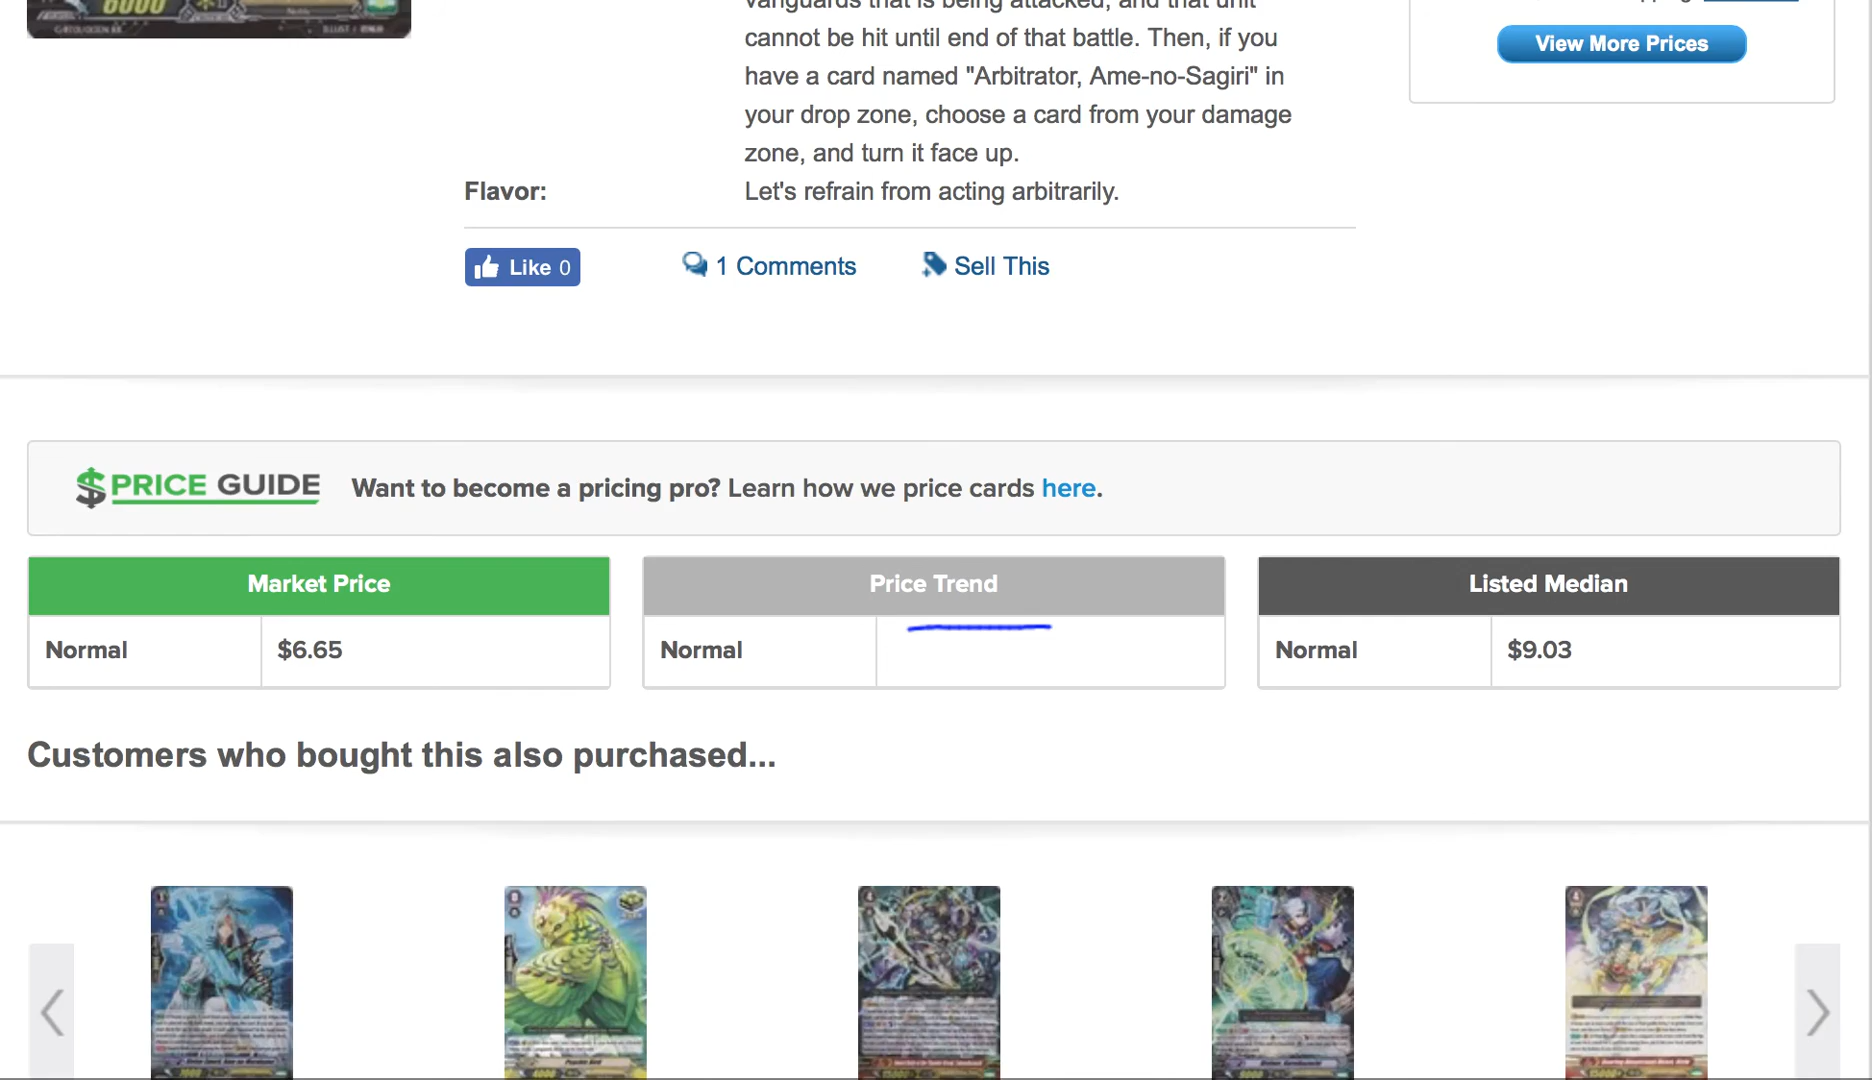 6000
cannot be hit until end of that battle. Then, if you
have a card named "Arbitrator, Ame-no-Sagiri" in
your drop zone, choose a card from your damage
zone, and turn it face up.
Flavor:
Let's refrain from acting arbitrarily.
Like 0
1 Comments
Sell This
View More Prices
$PRICE GUIDE
Want to become a pricing pro? Learn how we price cards here.
Market Price
Normal
$6.65
Price Trend
Normal
Listed Median
Normal
$9.03
Customers who bought this also purchased...